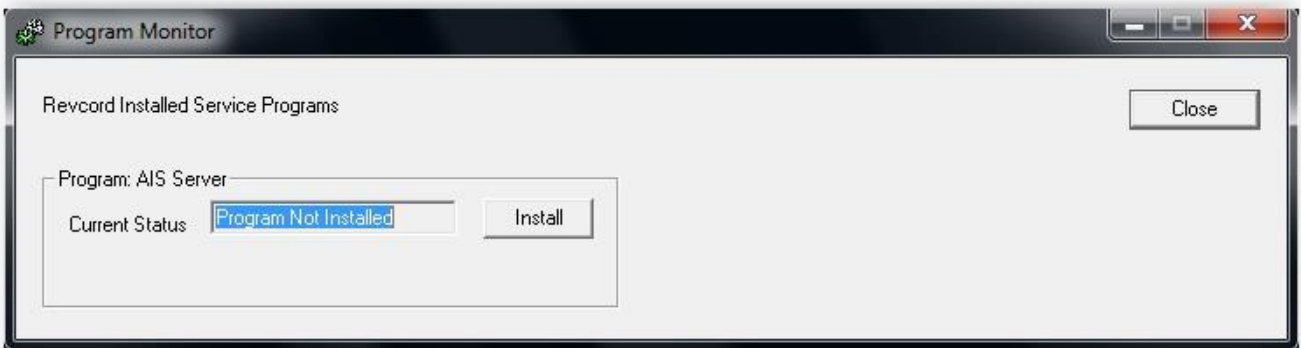 Program Monitor
Revcord Installed Service Programs
Close
Program: AIS Server
Current Status Program Not Installed Install